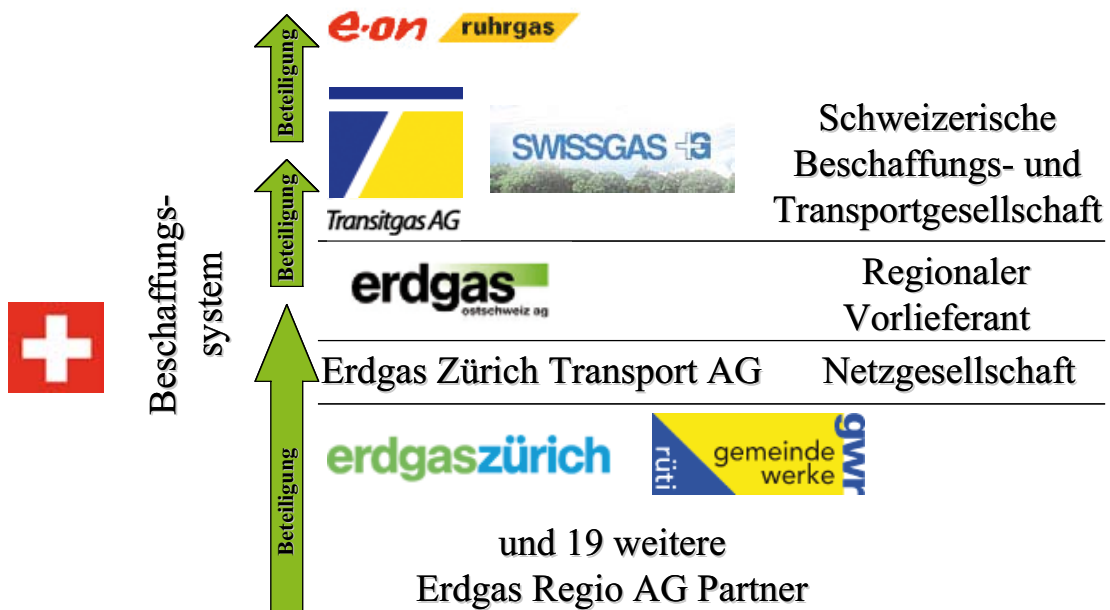 Beschaffungs-
system
Beteiligung
Beteiligung
Beteiligung
e·on ruhrgas
Transitgas AG
SWISSGAS +G
Schweizerische
Beschaffungs- und
Transportgesellschaft
erdgas
ostschweiz ag
Regionaler
Vorlieferant
Erdgas Zürich Transport AG
Netzgesellschaft
erdgaszürich
rüti
gemeinde
werke
gwr
und 19 weitere
Erdgas Regio AG Partner